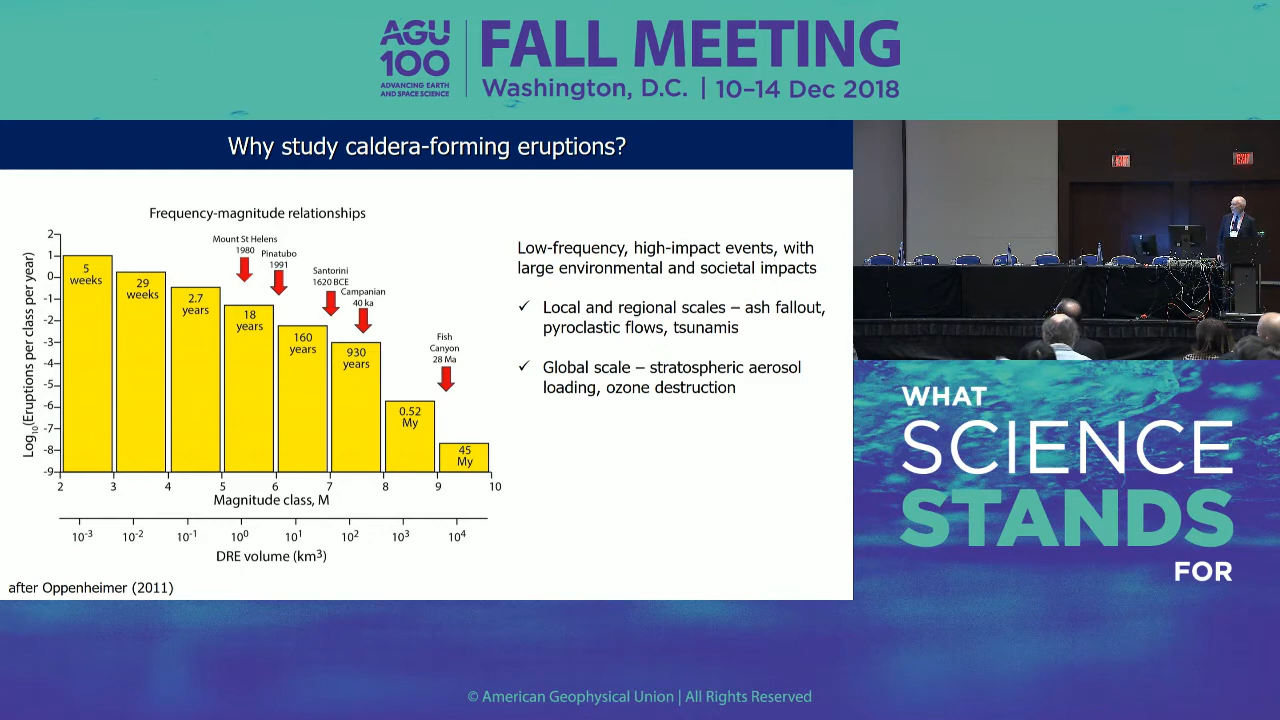 AGU
100
ADVANCING EARTH
AND SPACE SCIENCE
FALL MEETING
Washington, D.C. | 10–14 Dec 2018
Why study caldera-forming eruptions?
Frequency-magnitude relationships
Mount St Helens
1980
Pinatubo
1991
Santorini
1620 BCE
Campanian
40 ka
Fish
Canyon
28 Ma
Log10(Eruptions per class per year)
2
1
0
-1
-2
-3
-4
-5
-6
-7
-8
-9
5
weeks
29
weeks
2.7
years
18
years
160
years
930
years
0.52
My
45
My
2 3 4 5 6 7 8 9 10
Magnitude class, M
10-3 10-2 10-1 100 101 102 103 104
DRE volume (km3)
after Oppenheimer (2011)
Low-frequency, high-impact events, with
large environmental and societal impacts
✓ Local and regional scales – ash fallout,
pyroclastic flows, tsunamis
✓ Global scale – stratospheric aerosol
loading, ozone destruction
EXIT
EXIT
WHAT
SCIENCE
STANDS
FOR
© American Geophysical Union | All Rights Reserved